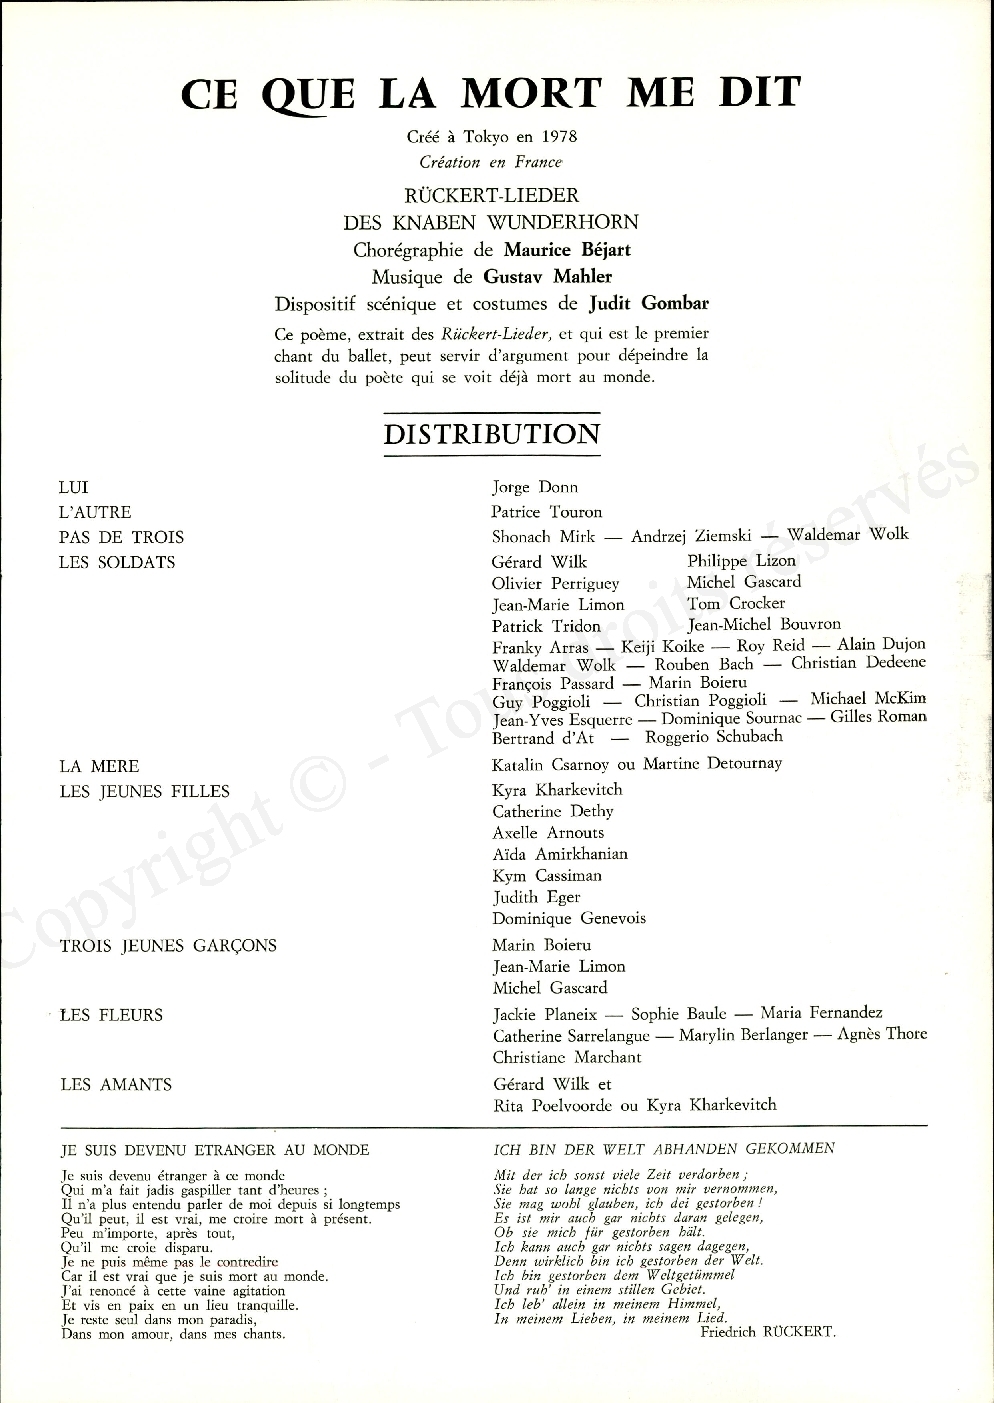 CE QUE LA MORT ME DIT
Créé à Tokyo en 1978
Création en France
RÜCKERT-LIEDER
DES KNABEN WUNDERHORN
Chorégraphie de Maurice Béjart
Musique de Gustav Mahler
Dispositif scénique et costumes de Judit Gombar
Ce poème, extrait des Rückert-Lieder, et qui est le premier
chant du ballet, peut servir d'argument pour dépeindre la
solitude du poète qui se voit déjà mort au monde.
DISTRIBUTION
LUI Jorge Donn
L'AUTRE Patrice Touron
PAS DE TROIS Shonach Mirk — Andrzej Ziemski — Waldemar Wolk
LES SOLDATS Gérard Wilk Philippe Lizon
Olivier Perriguey Michel Gascard
Jean-Marie Limon Tom Crocker
Patrick Tridon Jean-Michel Bouvron
Franky Arras — Keiji Koike — Roy Reid — Alain Dujon
Waldemar Wolk — Rouben Bach — Christian Dedeene
François Passard — Marin Boieru
Guy Poggioli — Christian Poggioli — Michael McKim
Jean-Yves Esquerre — Dominique Sournac — Gilles Roman
Bertrand d'At — Roggerio Schubach
LA MERE Katalin Csarnoy ou Martine Detournay
LES JEUNES FILLES Kyra Kharkevitch
Catherine Dethy
Axelle Arnouts
Aïda Amirkhanian
Kym Cassiman
Judith Eger
Dominique Genevois
TROIS JEUNES GARÇONS Marin Boieru
Jean-Marie Limon
Michel Gascard
LES FLEURS Jackie Planeix — Sophie Baule — Maria Fernandez
Catherine Sarrelangue — Marylin Berlanger — Agnès Thore
Christiane Marchant
LES AMANTS Gérard Wilk et
Rita Poelvoorde ou Kyra Kharkevitch
JE SUIS DEVENU ETRANGER AU MONDE
Je suis devenu étranger à ce monde
Qui m'a fait jadis gaspiller tant d'heures ;
Il n'a plus entendu parler de moi depuis si longtemps
Qu'il peut, il est vrai, me croire mort à présent.
Peu m'importe, après tout,
Qu'il me croie disparu.
Je ne puis même pas le contredire
Car il est vrai que je suis mort au monde.
J'ai renoncé à cette vaine agitation
Et vis en paix en un lieu tranquille.
Je reste seul dans mon paradis,
Dans mon amour, dans mes chants.
ICH BIN DER WELT ABHANDEN GEKOMMEN
Mit der ich sonst viele Zeit verdorben ;
Sie hat so lange nichts von mir vernommen,
Sie mag wohl glauben, ich dei gestorben !
Es ist mir auch gar nichts daran gelegen,
Ob sie mich für gestorben hält.
Ich kann auch gar nichts sagen dagegen,
Denn wirklich bin ich gestorben der Welt.
Ich bin gestorben dem Weltgetümmel
Und ruh' in einem stillen Gebiet.
Ich leb' allein in meinem Himmel,
In meinem Lieben, in meinem Lied.
Friedrich RÜCKERT.
Copyright © - Tous droits réservés.